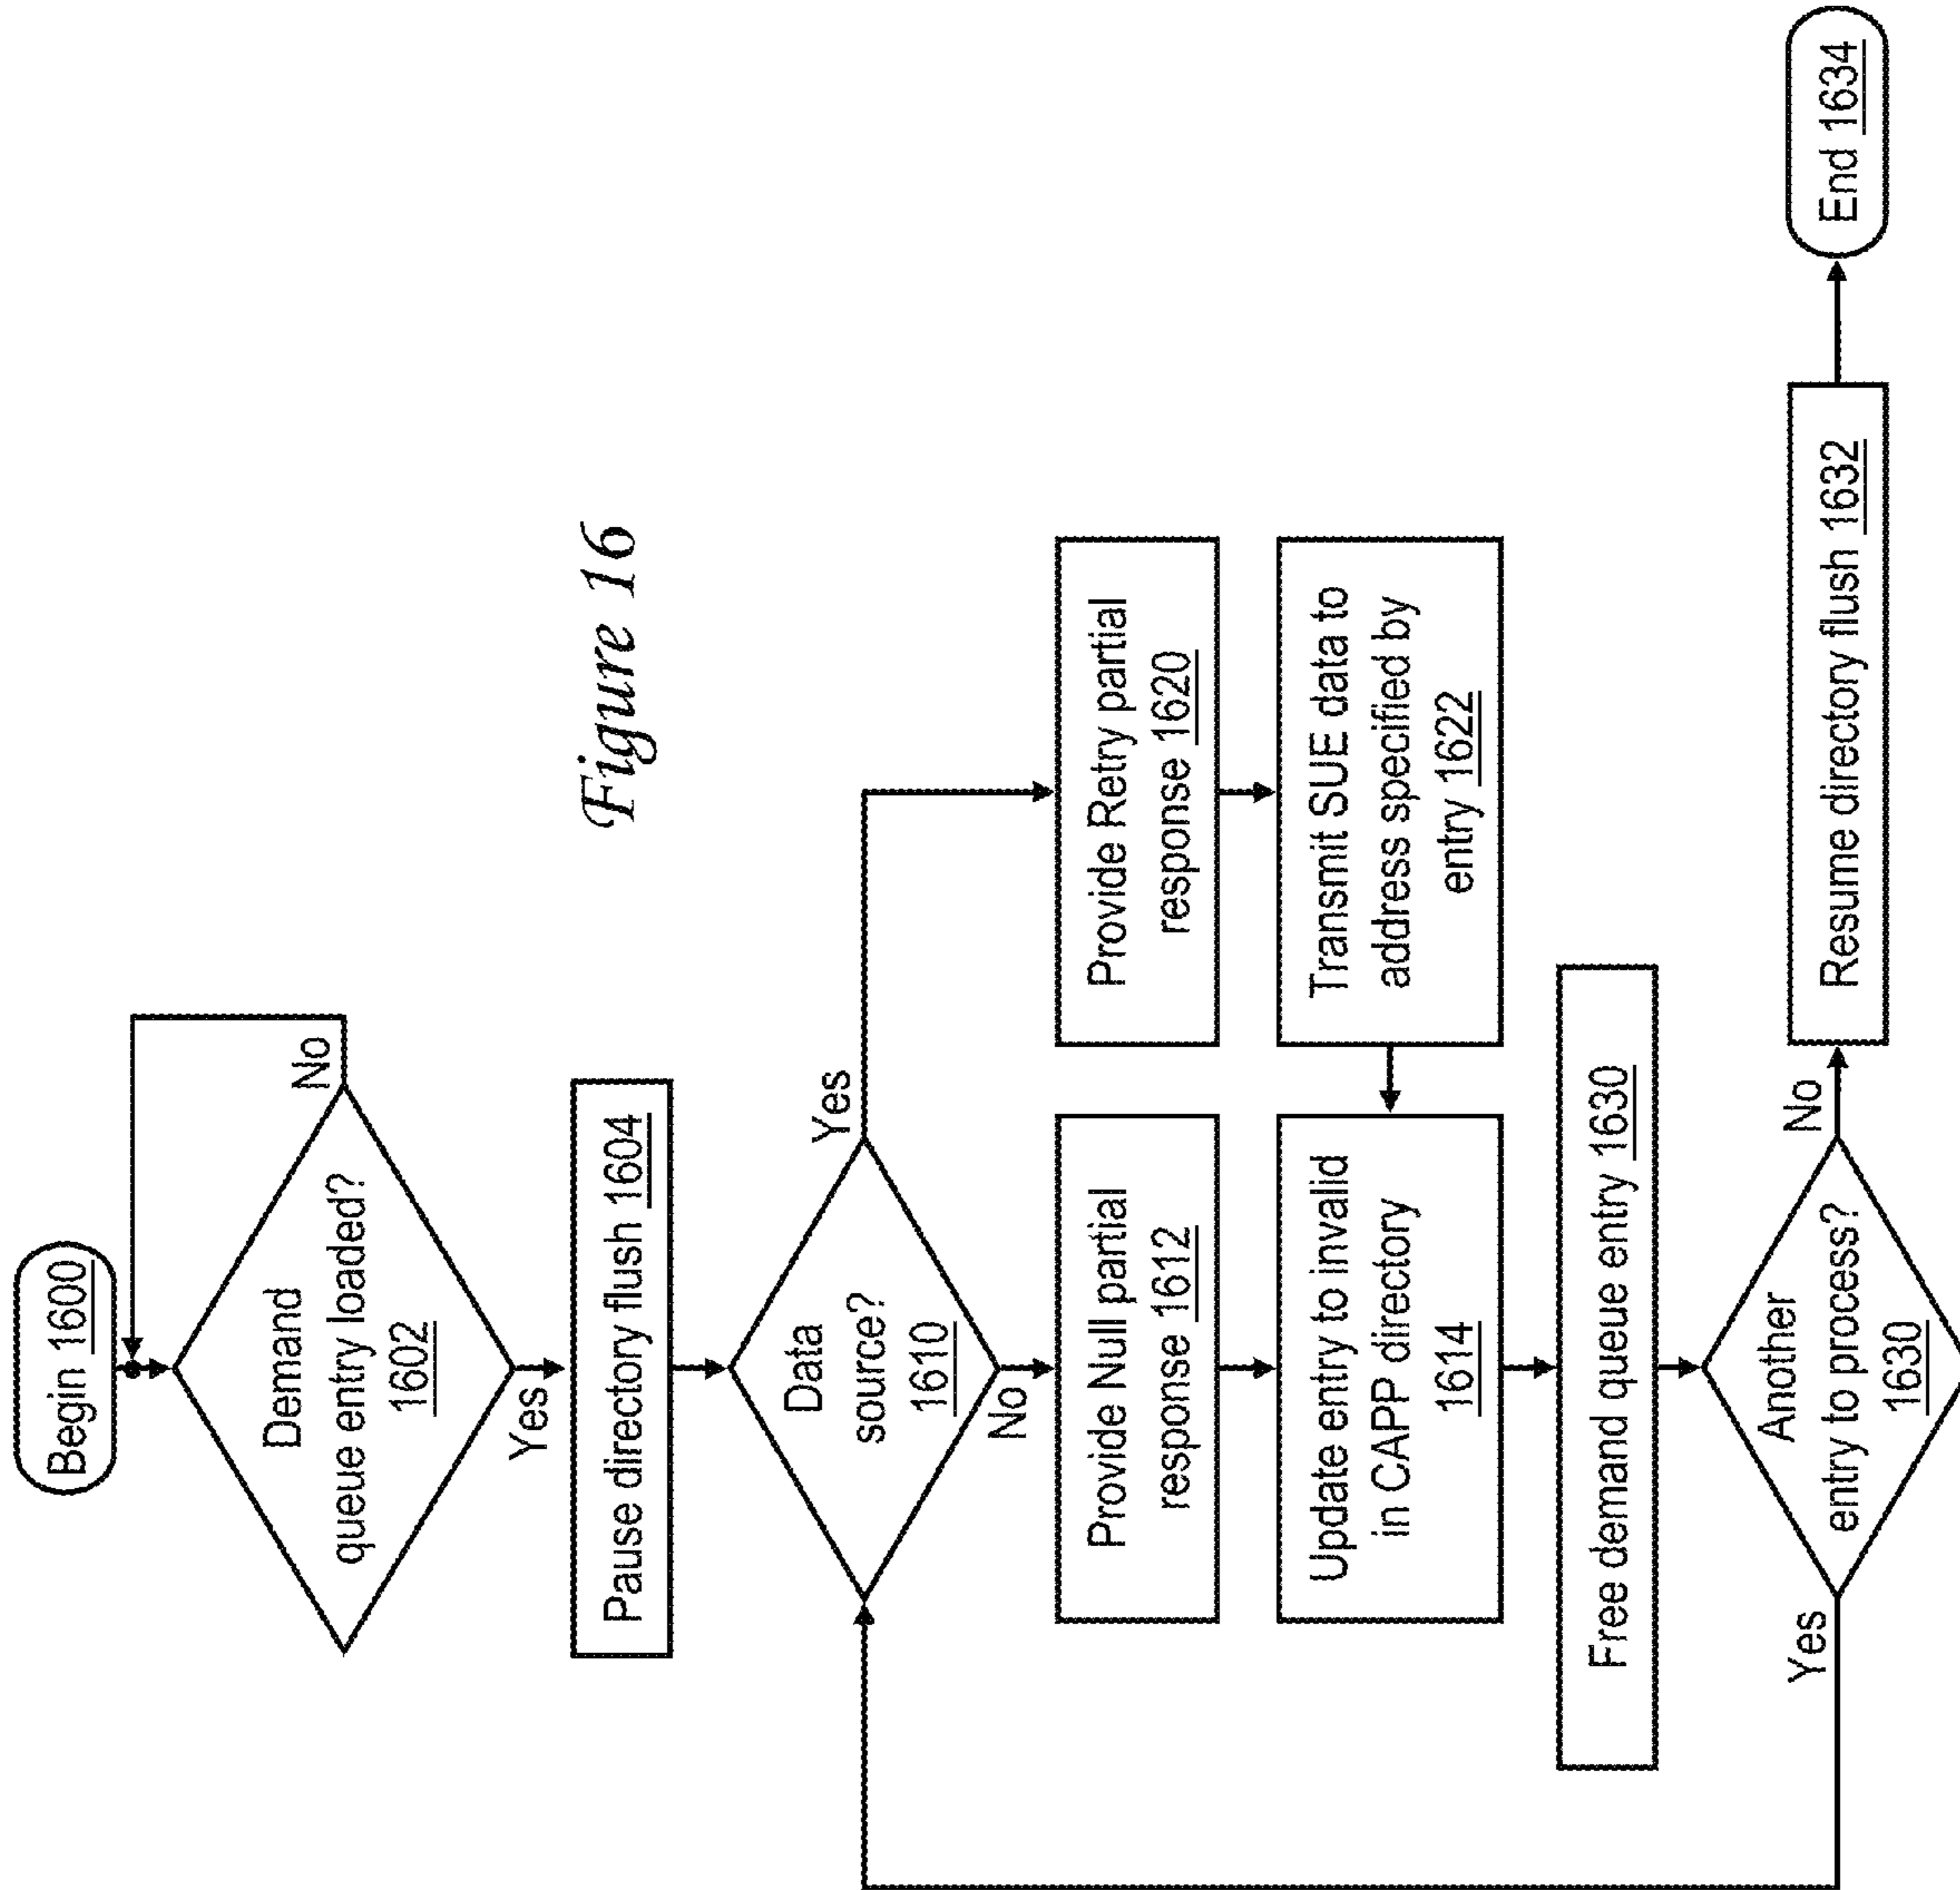 Begin 1600
Demand
queue entry loaded?
1602
No
Yes
Pause directory flush 1604
Data
source?
1610
Yes
No
Provide Null partial
response 1612
Provide Retry partial
response 1620
Update entry to invalid
in CAPP directory
1614
Transmit SUE data to
address specified by
entry 1622
Free demand queue entry 1630
Another
entry to process?
1630
Yes
No
Resume directory flush 1632
End 1634
Figure 16